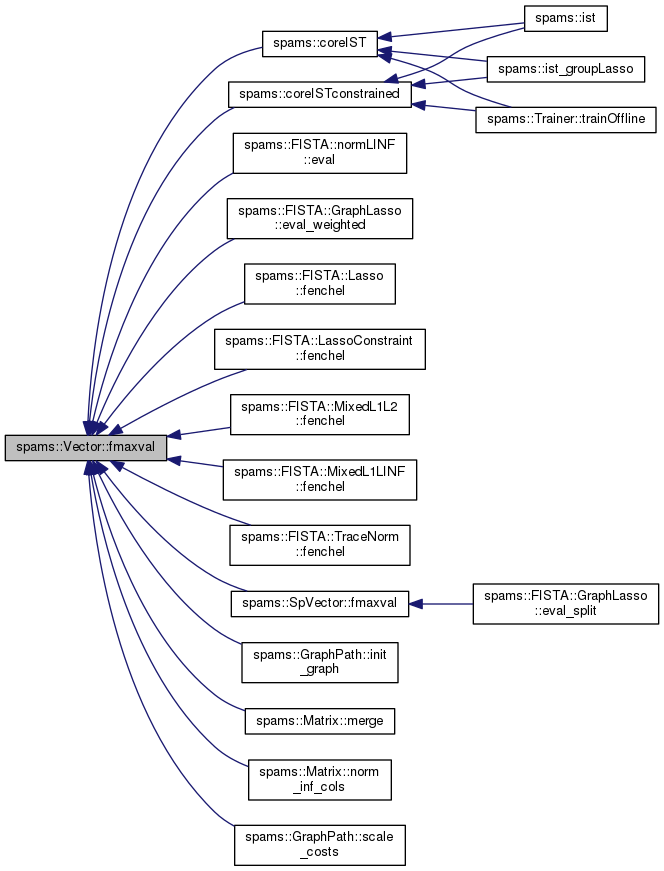 spams::ist
spams::coreIST
spams::ist_groupLasso
spams::coreISTconstrained
spams::Trainer::trainOffline
spams::FISTA::normLINF
::eval
spams::FISTA::GraphLasso
::eval_weighted
spams::FISTA::Lasso
::fenchel
spams::FISTA::LassoConstraint
::fenchel
spams::FISTA::MixedL1L2
::fenchel
spams::Vector::fmaxval
spams::FISTA::MixedL1LINF
::fenchel
spams::FISTA::TraceNorm
::fenchel
spams::SpVector::fmaxval
spams::FISTA::GraphLasso
::eval_split
spams::GraphPath::init
_graph
spams::Matrix::merge
spams::Matrix::norm
_inf_cols
spams::GraphPath::scale
_costs